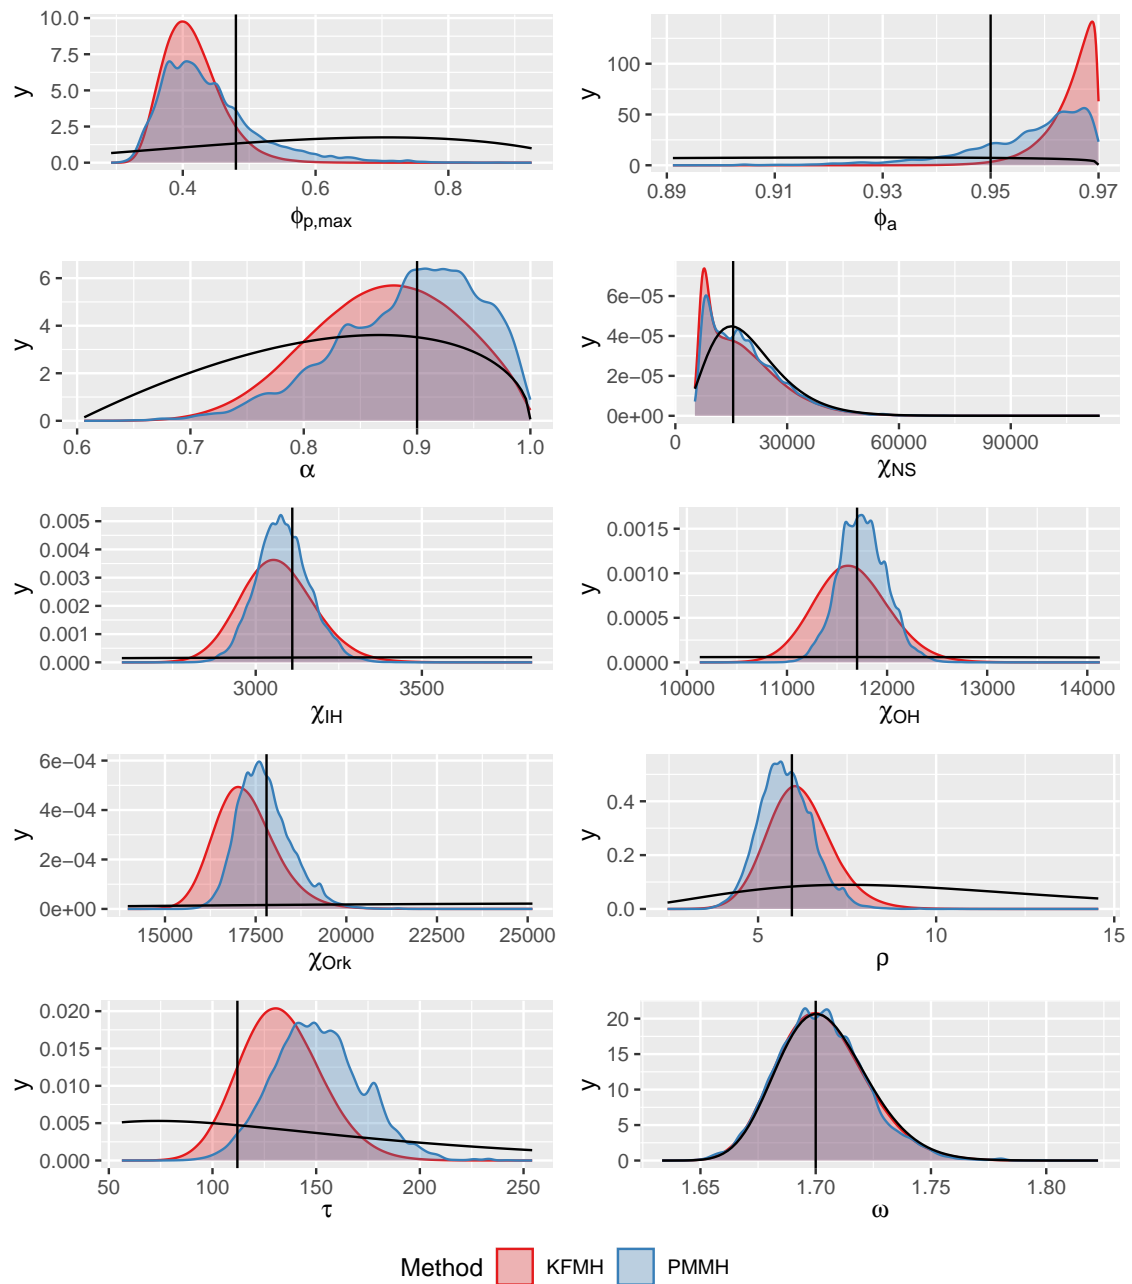 10.0
7.5
5.0
2.5
0.0
y
0.4 0.6 0.8
ϕp,max
100
50
0
y
0.89 0.91 0.93 0.95 0.97
ϕa
6
4
2
0
y
0.6 0.7 0.8 0.9 1.0
α
6e−05
4e−05
2e−05
0e+00
y
0 30000 60000 90000
χNS
0.005
0.004
0.003
0.002
0.001
0.000
y
3000 3500
χIH
0.0015
0.0010
0.0005
0.0000
y
10000 11000 12000 13000 14000
χOH
6e−04
4e−04
2e−04
0e+00
y
15000 17500 20000 22500 25000
χOrk
0.4
0.2
0.0
y
5 10 15
ρ
0.020
0.015
0.010
0.005
0.000
y
50 100 150 200 250
τ
20
15
10
5
0
y
1.65 1.70 1.75 1.80
ω
Method KFMH PMMH